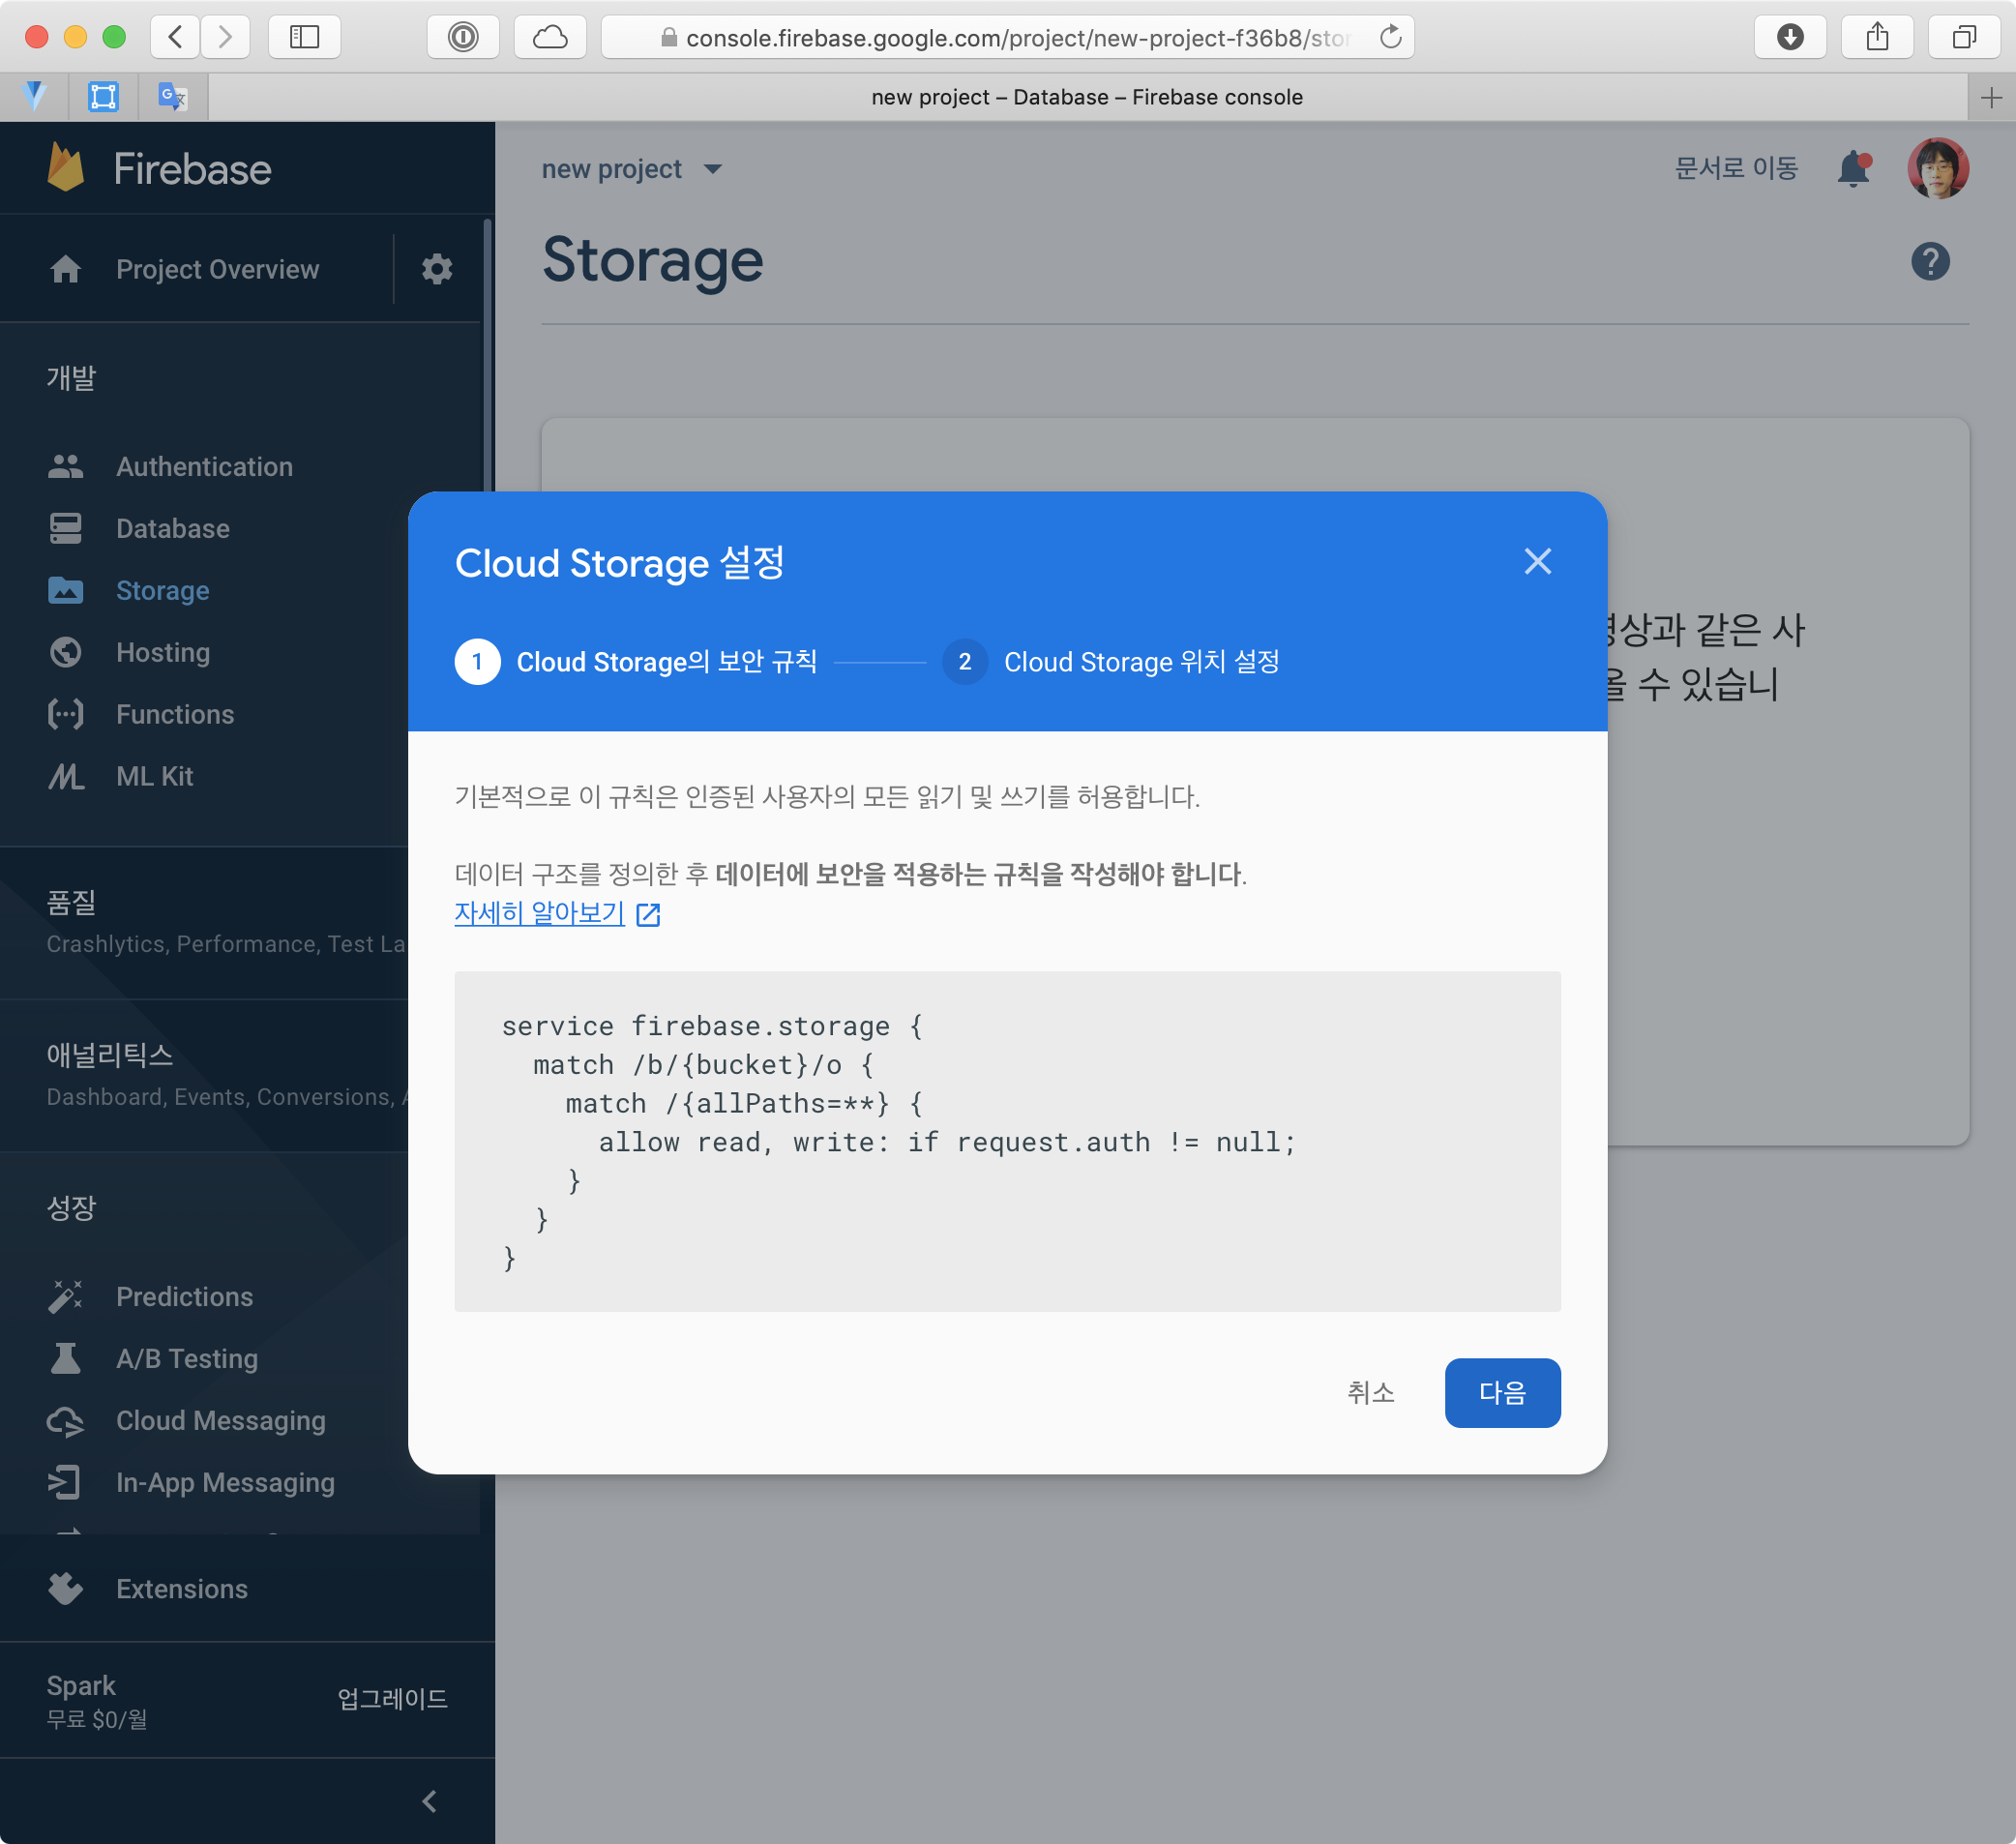 console.firebase.google.com/project/new-project-f36b8/stor
new project – Database – Firebase console
Firebase
new project
문서로 이동
Project Overview
Storage
개발
Authentication
Database
Storage
Hosting
Functions
ML Kit
품질
Crashlytics, Performance, Test La
애널리틱스
Dashboard, Events, Conversions,
성장
Predictions
A/B Testing
Cloud Messaging
In-App Messaging
Extensions
Spark
무료 $0/월
업그레이드
Cloud Storage 설정
1 Cloud Storage의 보안 규칙
2 Cloud Storage 위치 설정
기본적으로 이 규칙은 인증된 사용자의 모든 읽기 및 쓰기를 허용합니다.
데이터 구조를 정의한 후 데이터에 보안을 적용하는 규칙을 작성해야 합니다.
자세히 알아보기
service firebase.storage {
match /b/{bucket}/o {
match /{allPaths=**} {
allow read, write: if request.auth != null;
}
}
}
취소
다음
상과 같은 사
수 있습니